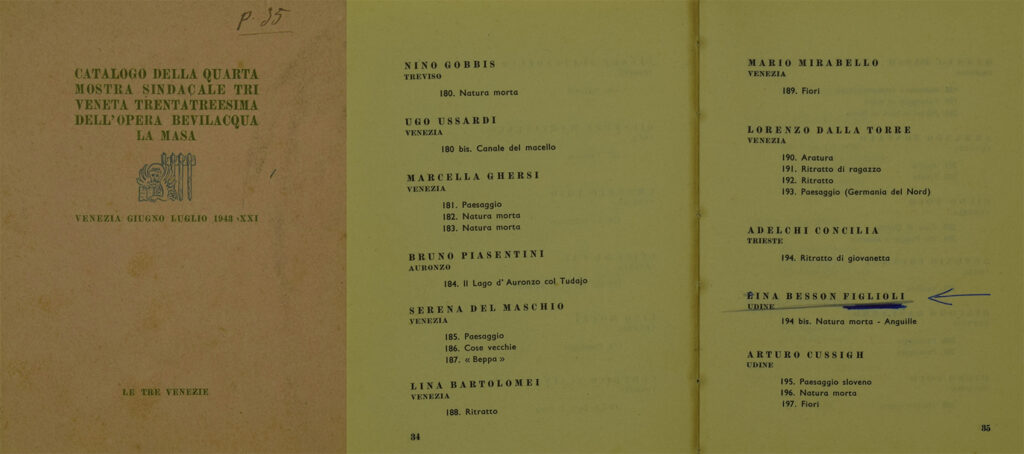 P. 35
CATALOGO DELLA QUARTA
MOSTRA SINDACALE TRI
VENETA TRENTATREESIMA
DELL'OPERA BEVILACQUA
LA MASA
VENEZIA GIUGNO LUGLIO 1943 XXI
LE TRE VENEZIE
NINO GOBBIS
TREVISO
180. Natura morta
UGO USSARDI
VENEZIA
180 bis. Canale del macello
MARCELLA GHERSI
VENEZIA
181. Paesaggio
182. Natura morta
183. Natura morta
BRUNO PIASENTINI
AURONZO
184. Il Lago d'Auronzo col Tudajo
SERENA DEL MASCHIO
VENEZIA
185. Paesaggio
186. Cose vecchie
187. « Beppa »
LINA BARTOLOMEI
VENEZIA
188. Ritratto
34
MARIO MIRABELLO
VENEZIA
189. Fiori
LORENZO DALLA TORRE
VENEZIA
190. Aratura
191. Ritratto di ragazzo
192. Ritratto
193. Paesaggio (Germania del Nord)
ADELCHI CONCILIA
TRIESTE
194. Ritratto di giovanetta
LINA BESSON FIGLIOLI
UDINE
194 bis. Natura morta - Anguille
ARTURO CUSSIGH
UDINE
195. Paesaggio sloveno
196. Natura morta
197. Fiori
35